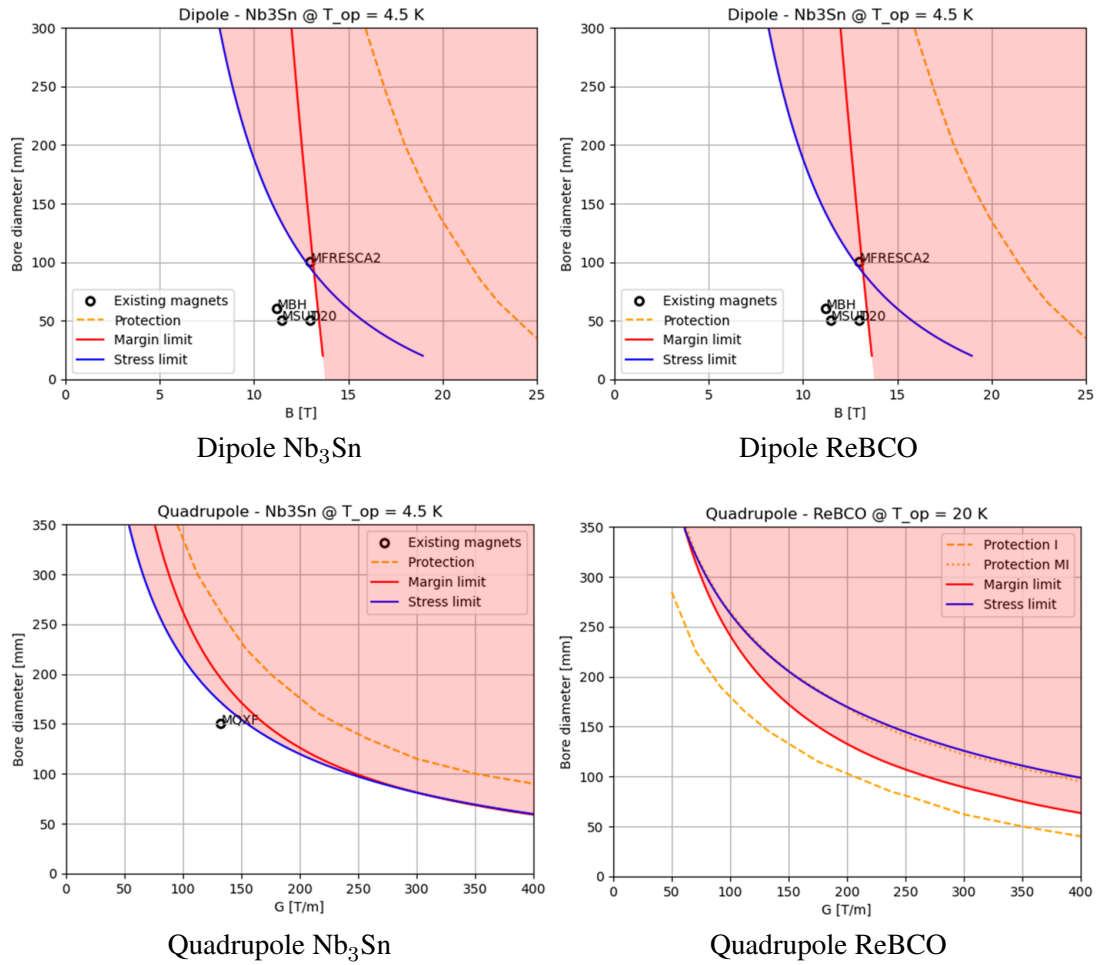 Dipole - Nb3Sn @ T_op = 4.5 K
300
250
200
150
100
50
0
Bore diameter [mm]
MFRESCA2
MBH
MSUD
D20
Existing magnets
Protection
Margin limit
Stress limit
0 5 10 15 20 25
B [T]
Dipole Nb₃Sn
Dipole - Nb3Sn @ T_op = 4.5 K
300
250
200
150
100
50
0
Bore diameter [mm]
MFRESCA2
MBH
MSUD
D20
Existing magnets
Protection
Margin limit
Stress limit
0 5 10 15 20 25
B [T]
Dipole ReBCO
Quadrupole - Nb3Sn @ T_op = 4.5 K
350
300
250
200
150
100
50
0
Bore diameter [mm]
Existing magnets
Protection
Margin limit
Stress limit
MQXF
0 50 100 150 200 250 300 350 400
G [T/m]
Quadrupole Nb₃Sn
Quadrupole - ReBCO @ T_op = 20 K
350
300
250
200
150
100
50
0
Bore diameter [mm]
Protection I
Protection MI
Margin limit
Stress limit
0 50 100 150 200 250 300 350 400
G [T/m]
Quadrupole ReBCO